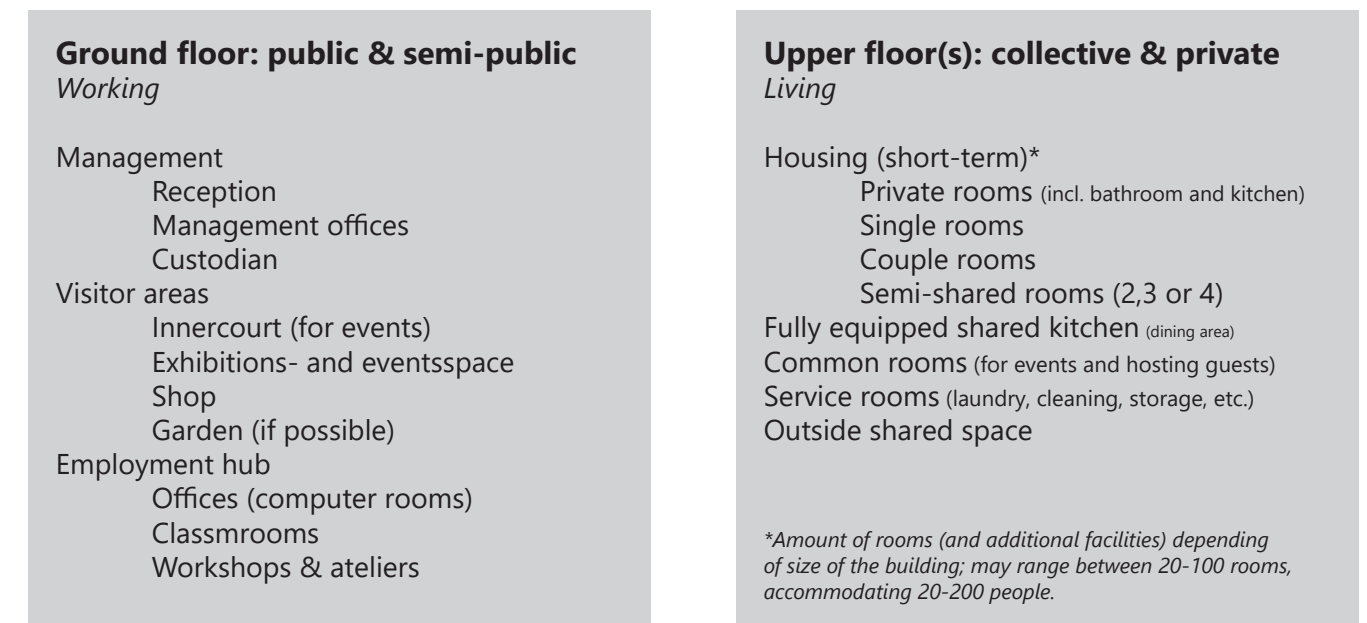 Ground floor: public & semi-public
Working
Management
Reception
Management offices
Custodian
Visitor areas
Innercourt (for events)
Exhibitions- and eventsspace
Shop
Garden (if possible)
Employment hub
Offices (computer rooms)
Classmrooms
Workshops & ateliers
Upper floor(s): collective & private
Living
Housing (short-term)*
Private rooms (incl. bathroom and kitchen)
Single rooms
Couple rooms
Semi-shared rooms (2,3 or 4)
Fully equipped shared kitchen (dining area)
Common rooms (for events and hosting guests)
Service rooms (laundry, cleaning, storage, etc.)
Outside shared space
*Amount of rooms (and additional facilities) depending
of size of the building; may range between 20-100 rooms,
accommodating 20-200 people.